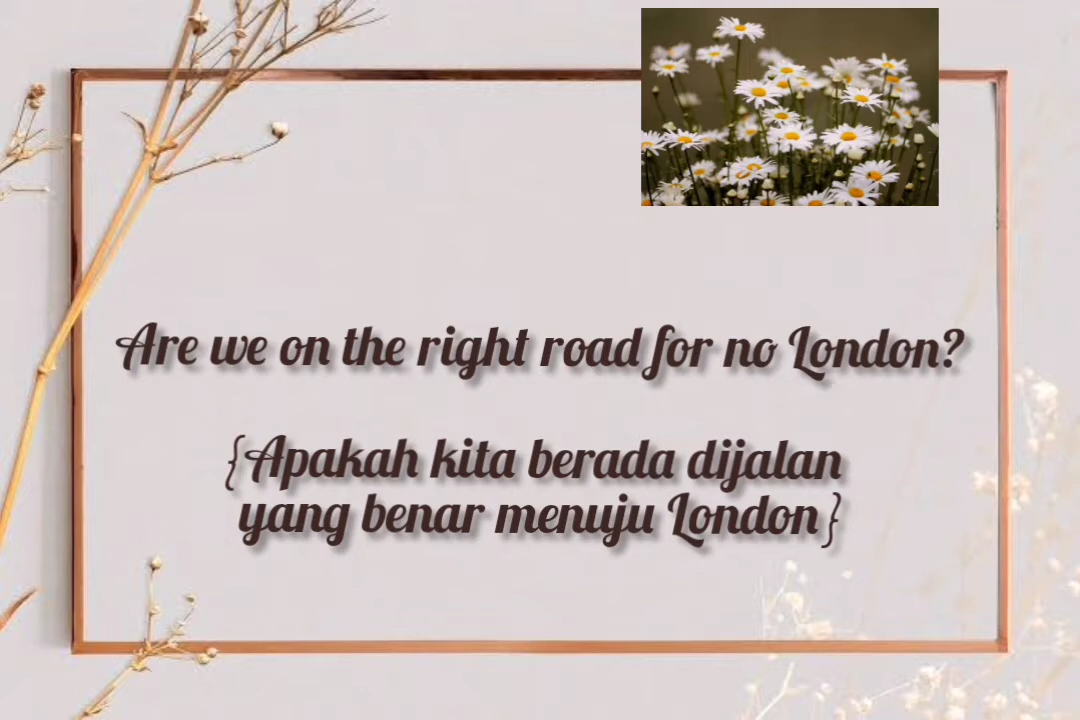 Are we on the right road for no London?
{Apakah kita berada dijalan
yang benar menuju London}